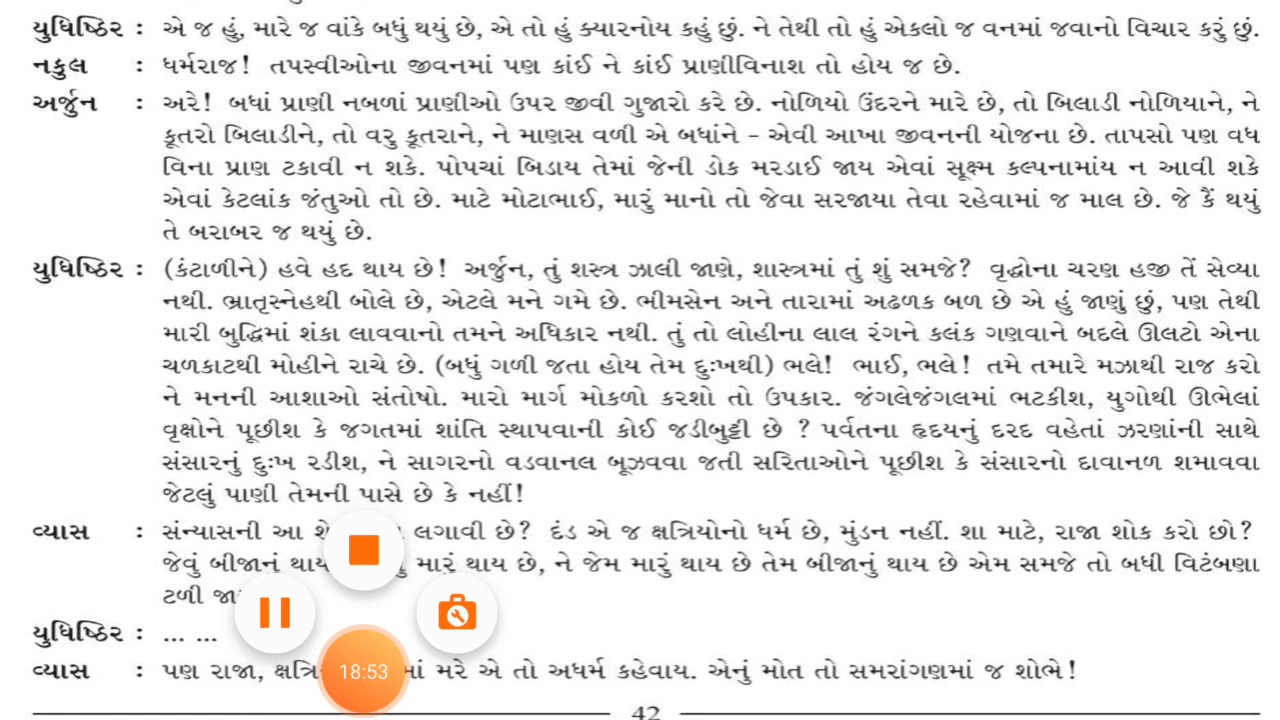 યુધિષ્ઠિર : એ જ હું, મારે જ વાંકે બધું થયું છે, એ તો હું ક્યારનોય કહું છું. ને તેથી તો હું એકલો જ વનમાં જવાનો વિચાર કરું છું.
નકુલ : ધર્મરાજ! તપસ્વીઓના જીવનમાં પણ કાંઈ ને કાંઈ પ્રાણીવિનાશ તો હોય જ છે.
અર્જુન : અરે! બધાં પ્રાણી નબળાં પ્રાણીઓ ઉપર જીવી ગુજારો કરે છે. નોળિયો ઉંદરને મારે છે, તો બિલાડી નોળિયાને, ને
કૂતરો બિલાડીને, તો વરુ કૂતરાને, ને માણસ વળી એ બધાંને – એવી આખા જીવનની યોજના છે. તાપસો પણ વધ
વિના પ્રાણ ટકાવી ન શકે. પોપચાં બિડાય તેમાં જેની ડોક મરડાઈ જાય એવાં સૂક્ષ્મ કલ્પનામાંય ન આવી શકે
એવાં કેટલાંક જંતુઓ તો છે. માટે મોટાભાઈ, મારું માનો તો જેવા સરજાયા તેવા રહેવામાં જ માલ છે. જે કૈં થયું
તે બરાબર જ થયું છે.
યુધિષ્ઠિર : (કંટાળીને) હવે હદ થાય છે! અર્જુન, તું શસ્ત્ર ઝાલી જાણે, શાસ્ત્રમાં તું શું સમજે? વૃદ્ધોના ચરણ હજી તેં સેવ્યા
નથી. ભ્રાતૃસ્નેહથી બોલે છે, એટલે મને ગમે છે. ભીમસેન અને તારામાં અઢળક બળ છે એ હું જાણું છું, પણ તેથી
મારી બુદ્ધિમાં શંકા લાવવાનો તમને અધિકાર નથી. તું તો લોહીના લાલ રંગને કલંક ગણવાને બદલે ઊલટો એના
ચળકાટથી મોહીને રાચે છે. (બધું ગળી જતા હોય તેમ દુઃખથી) ભલે! ભાઈ, ભલે! તમે તમારે મઝાથી રાજ કરો
ને મનની આશાઓ સંતોષો. મારો માર્ગ મોકળો કરશો તો ઉપકાર. જંગલેજંગલમાં ભટકીશ, યુગોથી ઊભેલાં
વૃક્ષોને પૂછીશ કે જગતમાં શાંતિ સ્થાપવાની કોઈ જડીબુટ્ટી છે ? પર્વતના હૃદયનું દરદ વહેતાં ઝરણાંની સાથે
સંસારનું દુઃખ રડીશ, ને સાગરનો વડવાનલ બૂઝવવા જતી સરિતાઓને પૂછીશ કે સંસારનો દાવાનળ શમાવવા
જેટલું પાણી તેમની પાસે છે કે નહીં!
વ્યાસ : સંન્યાસની આ લગાવી છે? દંડ એ જ ક્ષત્રિયોનો ધર્મ છે, મુંડન નહીં. શા માટે, રાજા શોક કરો છો?
જેવું બીજાનું મારું થાય છે, ને જેમ મારું થાય છે તેમ બીજાનું થાય છે એમ સમજે તો બધી વિટંબણા
ટળી
યુધિષ્ઠિર : ... ...
વ્યાસ : પણ રાજા, મરે એ તો અધર્મ કહેવાય. એનું મોત તો સમરાંગણમાં જ શોભે!
18:53
42